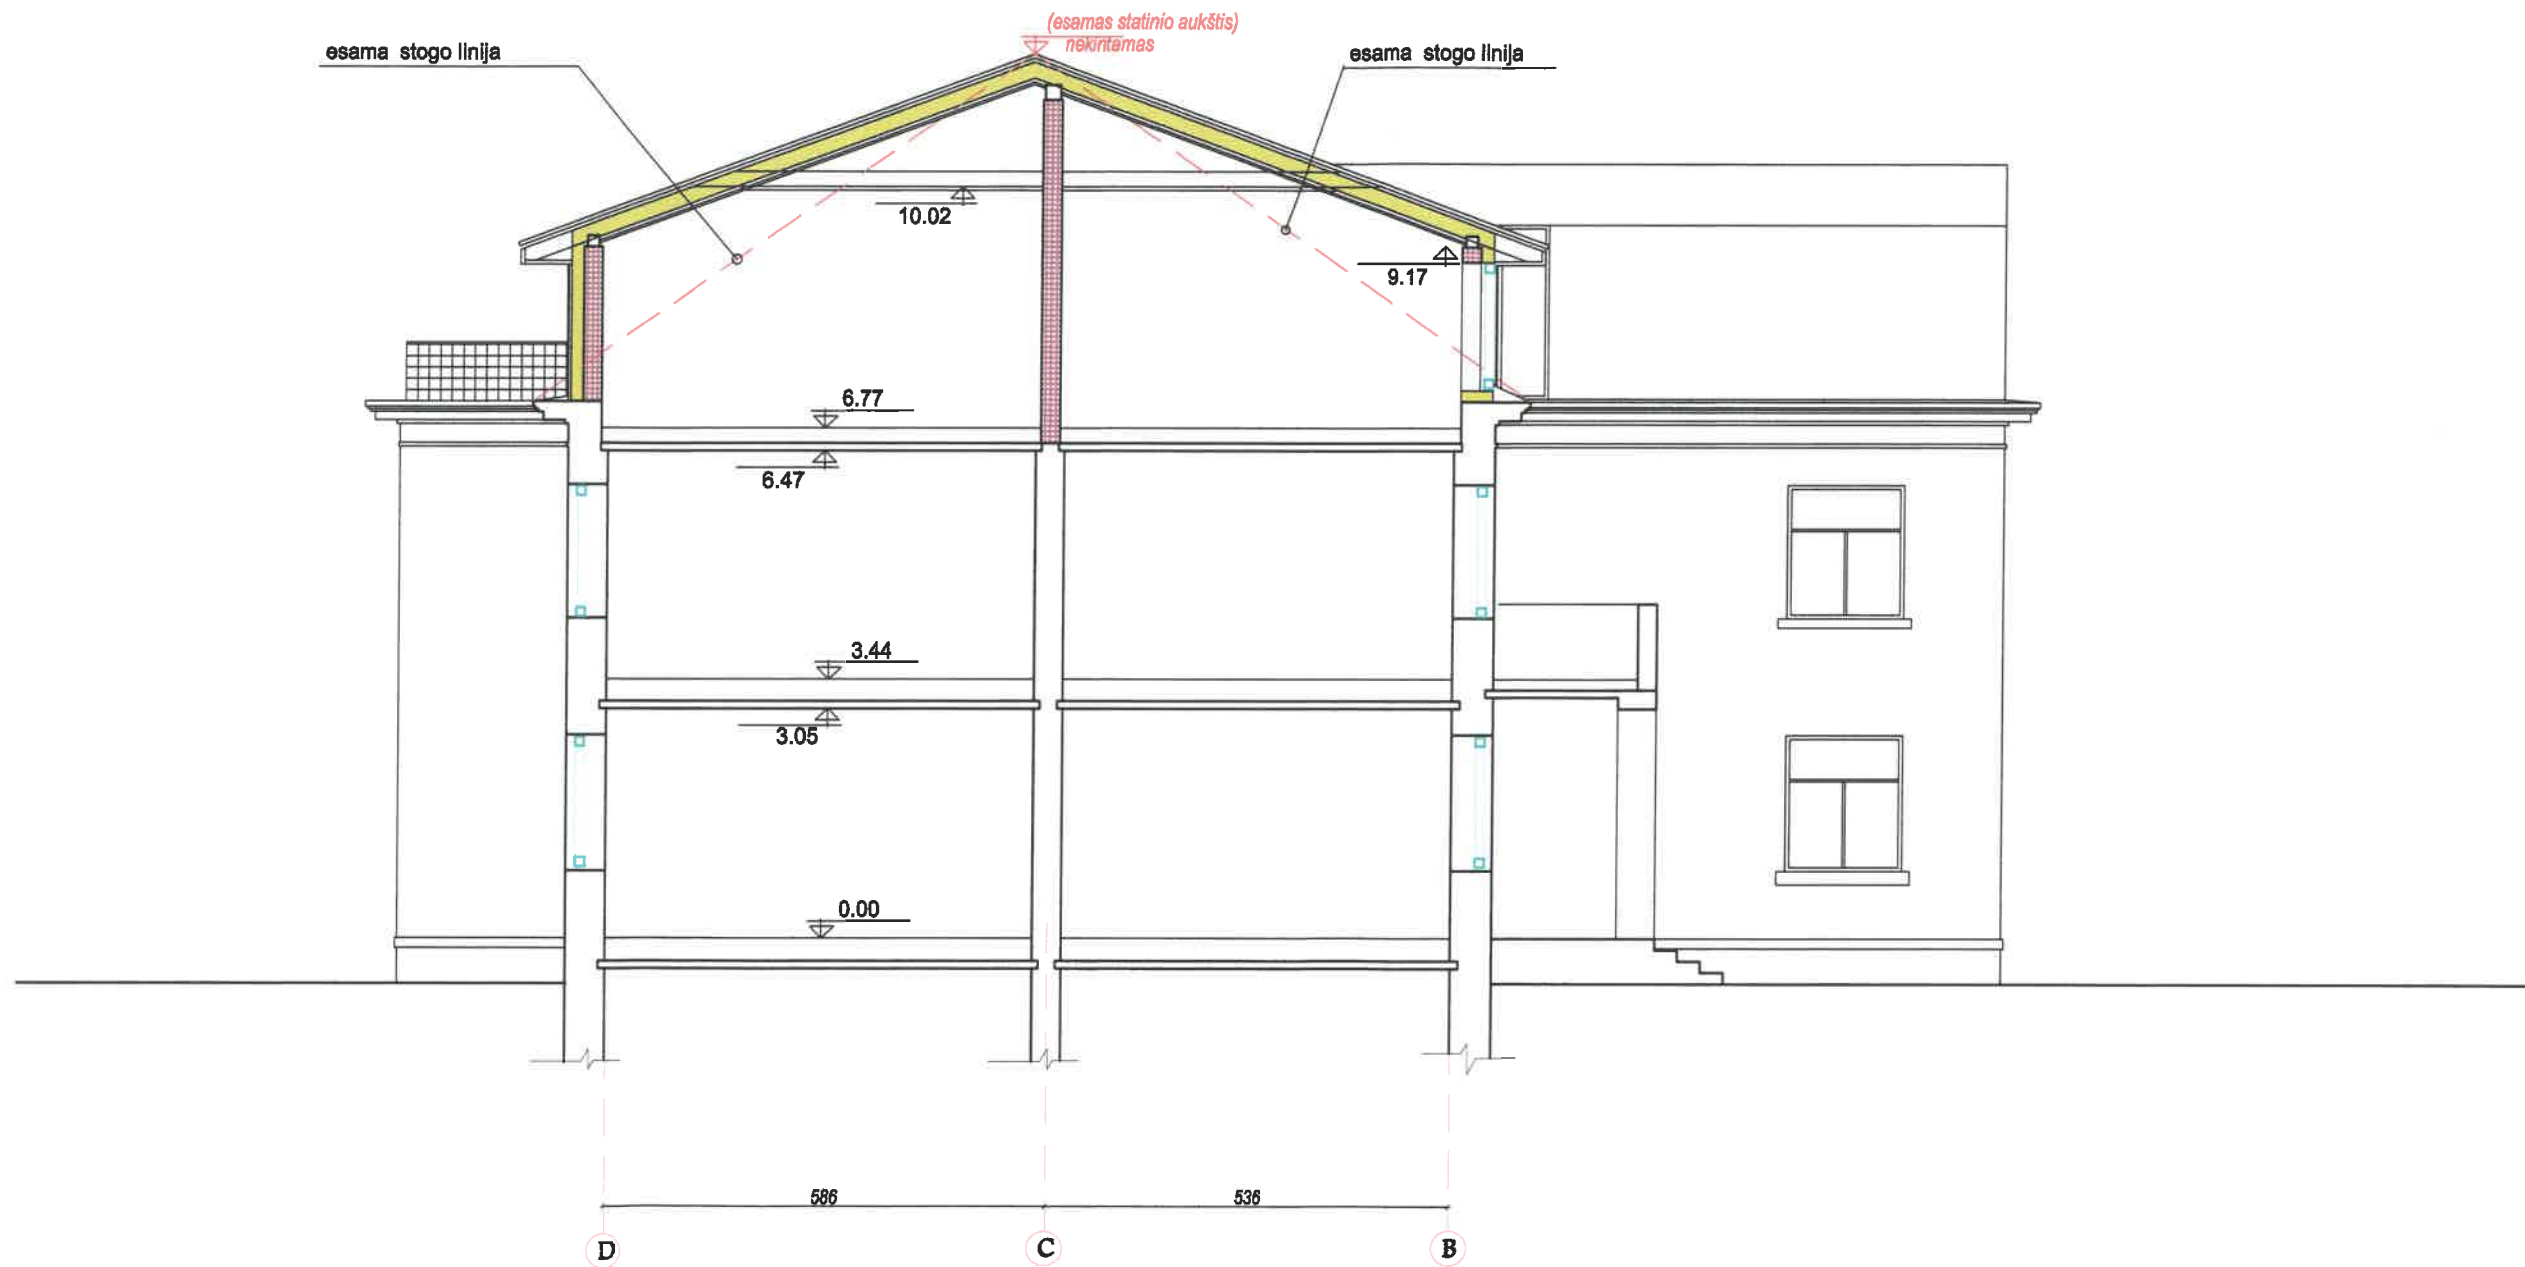 (esamas statinio aukštis)
nekintamas
esama stogo linija
esama stogo linija
10.02
9.17
6.77
6.47
3.44
3.05
0.00
586
536
D
C
B